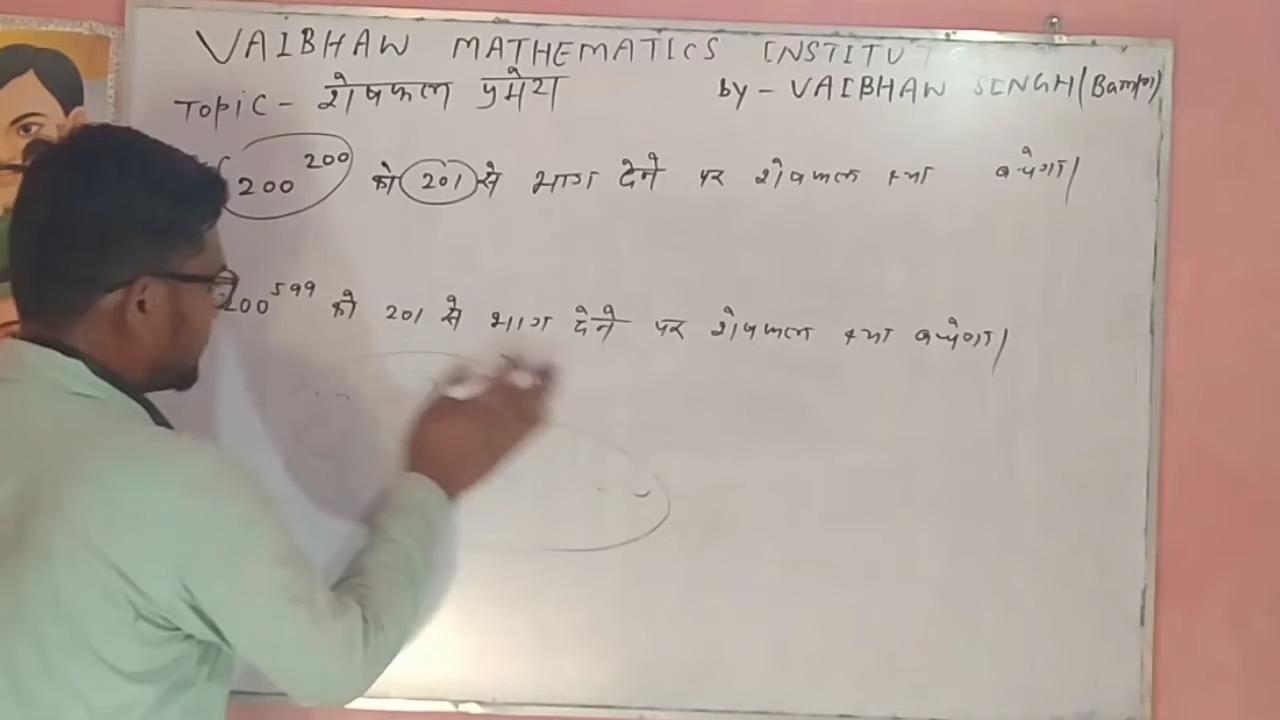 VAIBHAW MATHEMATICS INSTITU
TOPIC - शेषफल प्रमेय by - VAIBHAW SINGH (
200^200 को 201 से भाग देने पर शेषफल क्या बचेगा|
200^599 को 201 से भाग देने पर शेषफल क्या बचेगा|